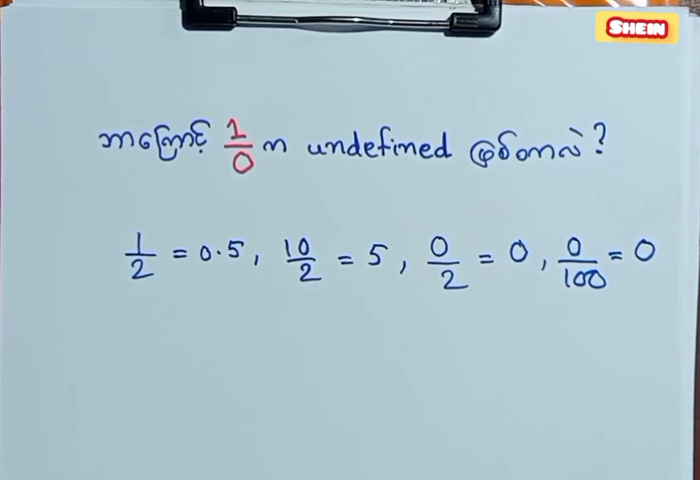 SHEIN
ဘာကြောင့် 1/0 က undefined ဖြစ်တာလဲ?
1/2 = 0.5, 10/2 = 5, 0/2 = 0, 0/100 = 0